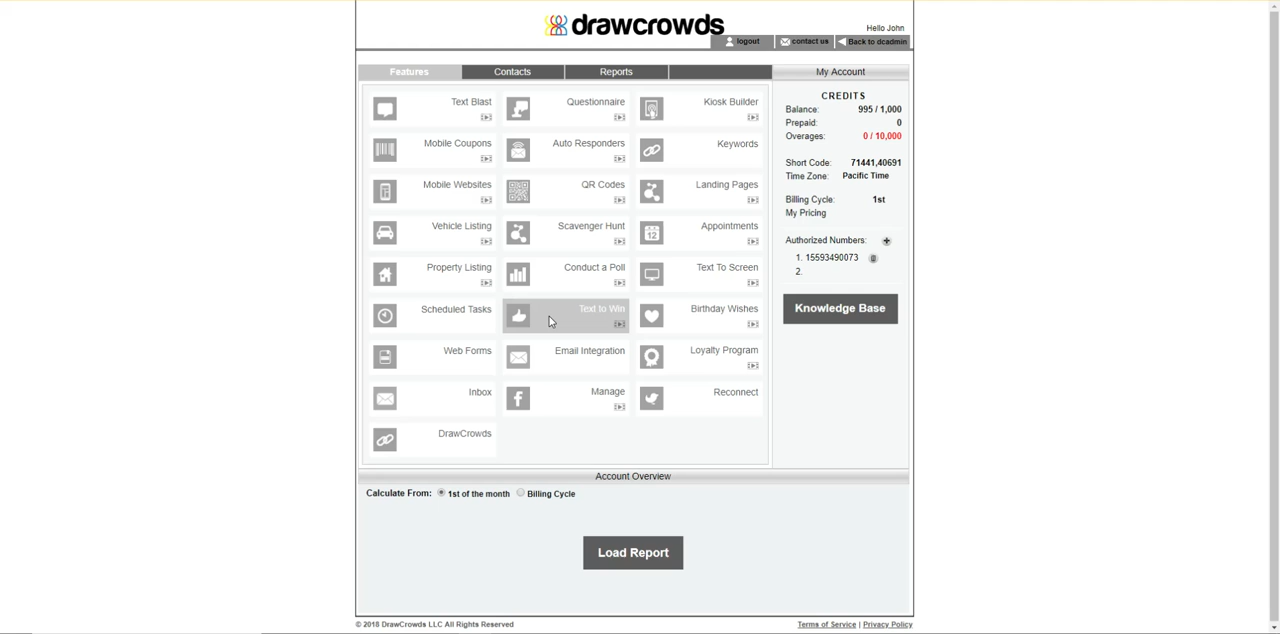 drawcrowds
Hello John
logout
contact us
Back to dcadmin
Features
Contacts
Reports
My Account
Text Blast
Questionnaire
Kiosk Builder
Mobile Coupons
Auto Responders
Keywords
Mobile Websites
QR Codes
Landing Pages
Vehicle Listing
Scavenger Hunt
Appointments
12
Property Listing
Conduct a Poll
Text To Screen
Scheduled Tasks
Text to Win
Birthday Wishes
Web Forms
Email Integration
Loyalty Program
Inbox
Manage
Reconnect
DrawCrowds
CREDITS
Balance: 995 / 1,000
Prepaid: 0
Overages: 0 / 10,000
Short Code: 71441,40691
Time Zone: Pacific Time
Billing Cycle: 1st
My Pricing
Authorized Numbers:
1. 15593490073
2.
Knowledge Base
Account Overview
Calculate From: 1st of the month Billing Cycle
Load Report
© 2018 DrawCrowds LLC All Rights Reserved
Terms of Service | Privacy Policy